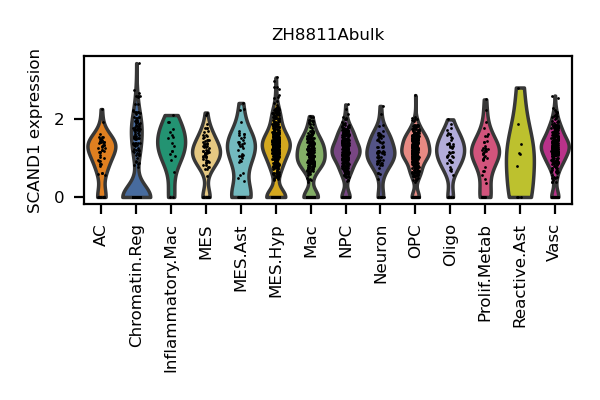 ZH8811Abulk
SCAND1 expression
2
0
AC
Chromatin.Reg
Inflammatory.Mac
MES
MES.Ast
MES.Hyp
Mac
NPC
Neuron
OPC
Oligo
Prolif.Metab
Reactive.Ast
Vasc